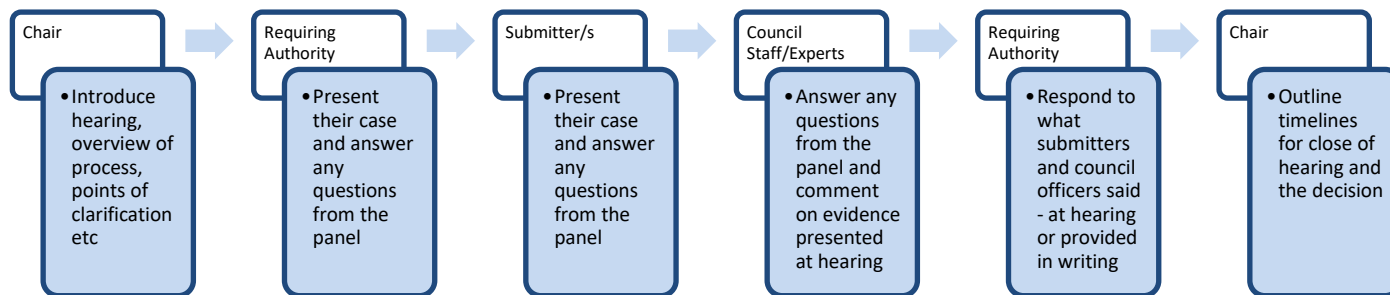 Chair
•Introduce
hearing,
overview of
process,
points of
clarification
etc
Requiring
Authority
•Present
their case
and answer
any
questions
from the
panel
Submitter/s
•Present
their case
and answer
any
questions
from the
panel
Council
Staff/Experts
•Answer any
questions
from the
panel and
comment
on evidence
presented
at hearing
Requiring
Authority
•Respond to
what
submitters
and council
officers said
- at hearing
or provided
in writing
Chair
•Outline
timelines
for close of
hearing and
the decision